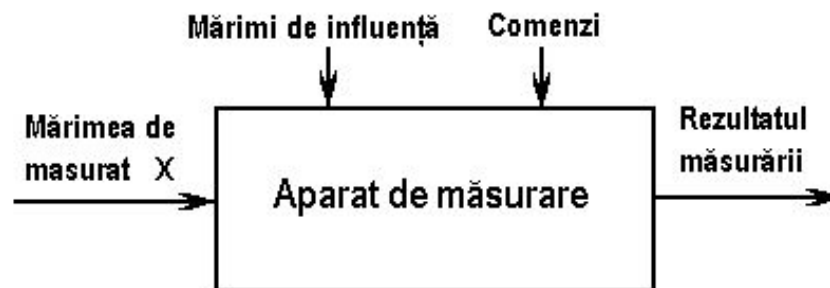 Mărimi de influență
Comenzi
Mărimea de
masurat X
Aparat de măsurare
Rezultatul
măsurării